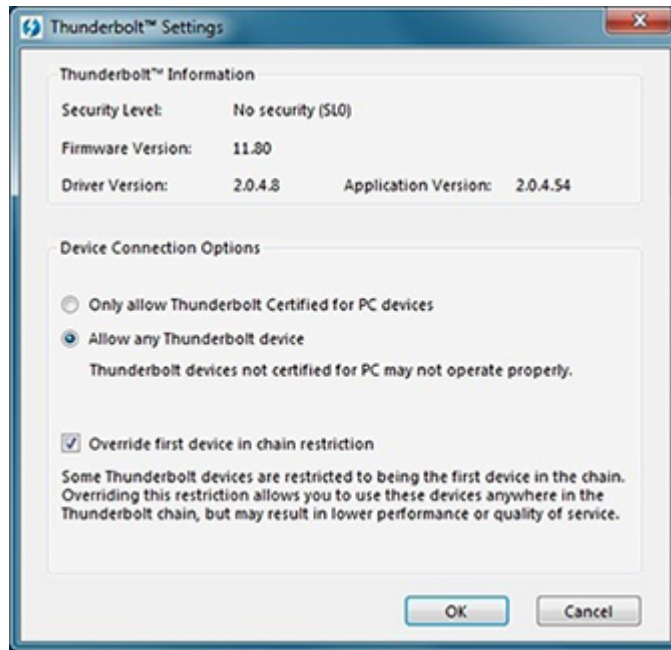 Thunderbolt™ Settings
Thunderbolt™ Information
Security Level: No security (SL0)
Firmware Version: 11.80
Driver Version: 2.0.4.8 Application Version: 2.0.4.54
Device Connection Options
Only allow Thunderbolt Certified for PC devices
Allow any Thunderbolt device
Thunderbolt devices not certified for PC may not operate properly.
Override first device in chain restriction
Some Thunderbolt devices are restricted to being the first device in the chain.
Overriding this restriction allows you to use these devices anywhere in the
Thunderbolt chain, but may result in lower performance or quality of service.
OK Cancel